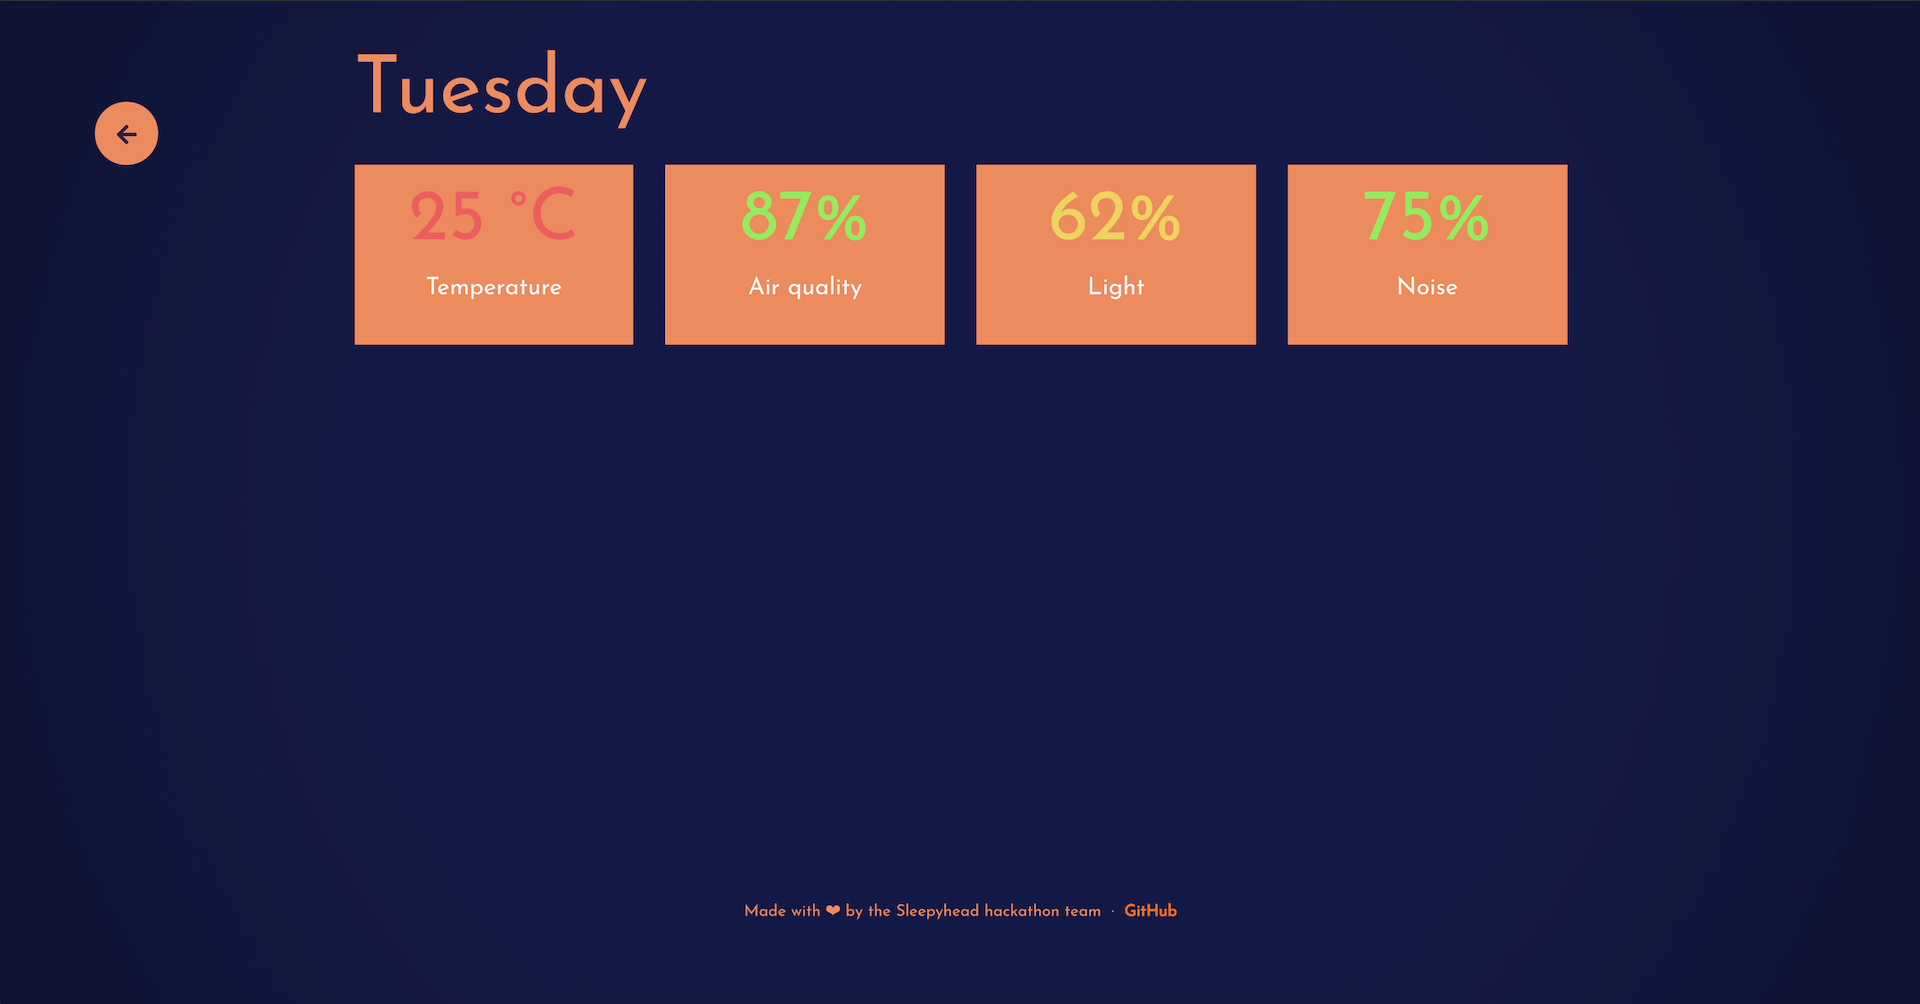 Tuesday
25 °C
Temperature
87%
Air quality
62%
Light
75%
Noise
Made with ❤ by the Sleepyhead hackathon team · GitHub